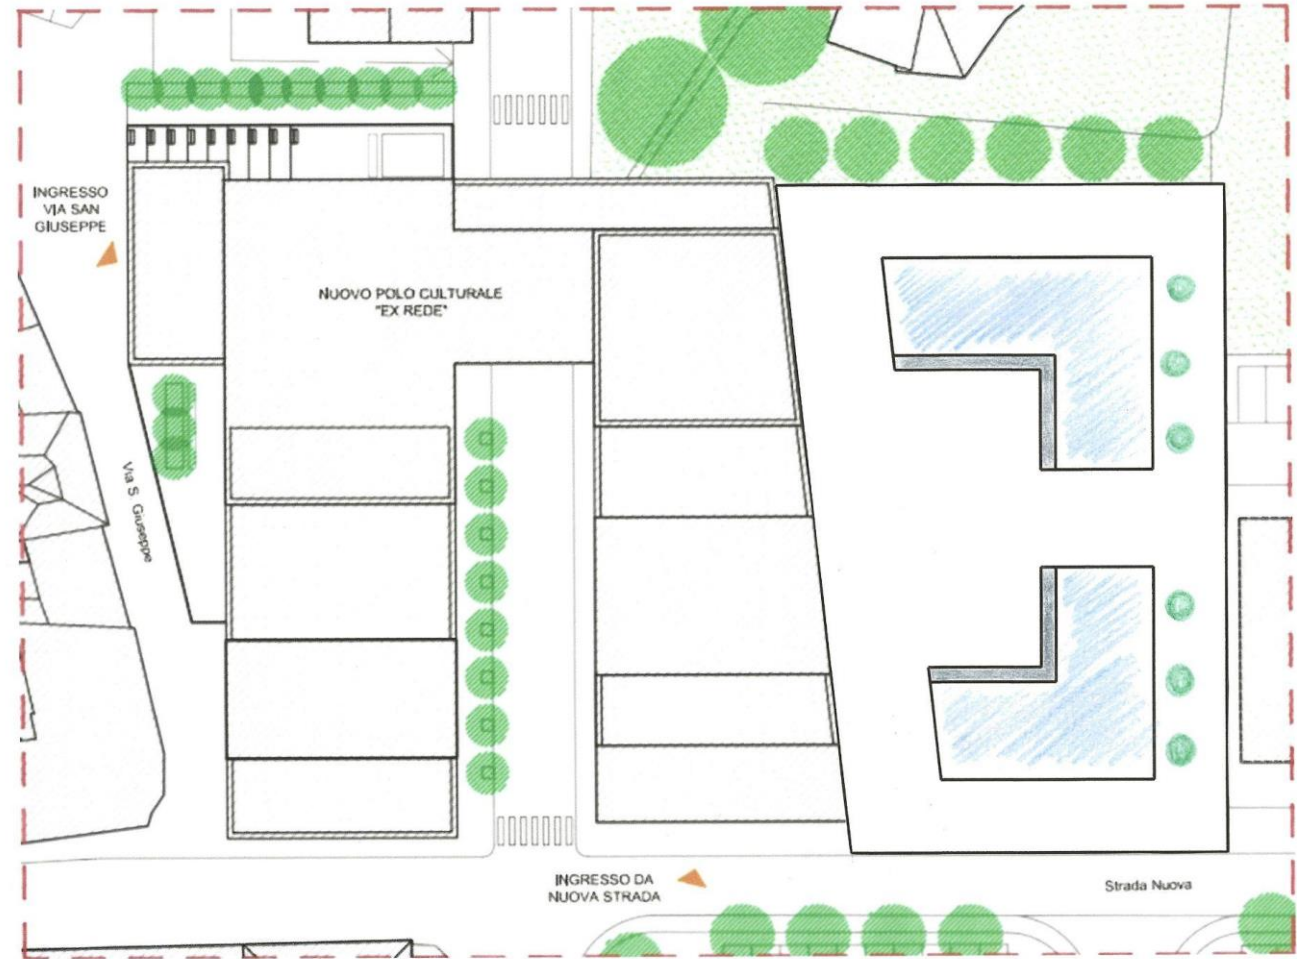 INGRESSO
VIA SAN
GIUSEPPE
NUOVO POLO CULTURALE
"EX REDE"
Via S. Giuseppe
INGRESSO DA
NUOVA STRADA
Strada Nuova